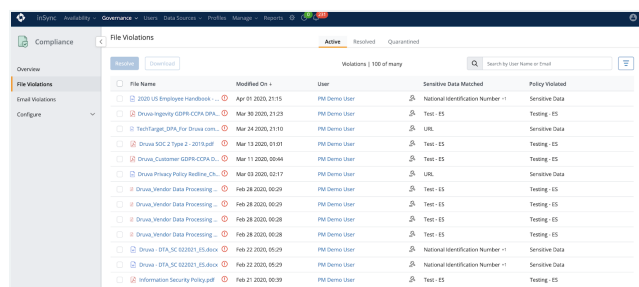 inSync Availability Governance Users Data Sources Profiles Manage Reports
Compliance
File Violations
Active Resolved Quarantined
Resolve Download
Violations | 100 of many
Search by User Name or Email
Overview
File Violations
Email Violations
Configure
File Name Modified On User Sensitive Data Matched Policy Violated
2020 US Employee Handbook - ... Apr 01 2020, 21:15 PM Demo User National Identification Number +1 Sensitive Data
Druva-Ingevity GDPR-CCPA DPA... Mar 30 2020, 21:23 PM Demo User Test - ES Testing - ES
TechTarget_DPA_For Druva com... Mar 24 2020, 21:10 PM Demo User URL Sensitive Data
Druva SOC 2 Type 2 - 2019.pdf Mar 13 2020, 01:01 PM Demo User Test - ES Testing - ES
Druva_Customer GDPR-CCPA D... Mar 11 2020, 00:44 PM Demo User Test - ES Testing - ES
Druva Privacy Policy Redline_Ch... Mar 03 2020, 02:17 PM Demo User URL Sensitive Data
Druva_Vendor Data Processing ... Feb 28 2020, 00:29 PM Demo User Test - ES Testing - ES
Druva_Vendor Data Processing ... Feb 28 2020, 00:29 PM Demo User Test - ES Testing - ES
Druva_Vendor Data Processing ... Feb 28 2020, 00:28 PM Demo User Test - ES Testing - ES
Druva_Vendor Data Processing ... Feb 28 2020, 00:28 PM Demo User Test - ES Testing - ES
Druva - DTA_SC 022021_ES.docx Feb 22 2020, 05:29 PM Demo User National Identification Number +1 Sensitive Data
Druva - DTA_SC 022021_ES.docx Feb 22 2020, 05:29 PM Demo User National Identification Number +1 Sensitive Data
Information Security Policy.pdf Feb 21 2020, 00:39 PM Demo User Test - ES Testing - ES